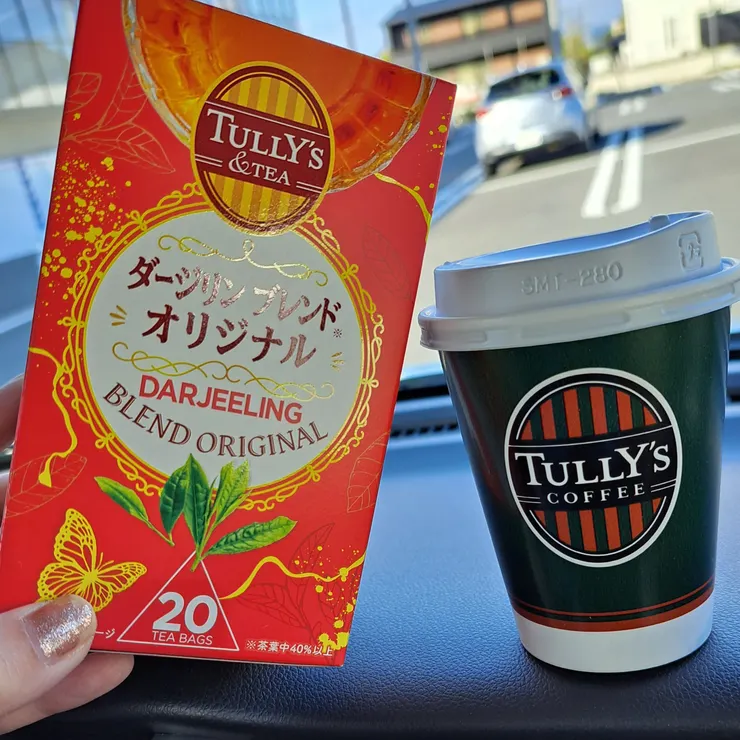 TULLY'S
& TEA
ダージリン ブレンド※
オリジナル
DARJEELING
BLEND ORIGINAL
20
TEA BAGS
※茶葉中40%以上
SMT-280
TULLY'S
COFFEE